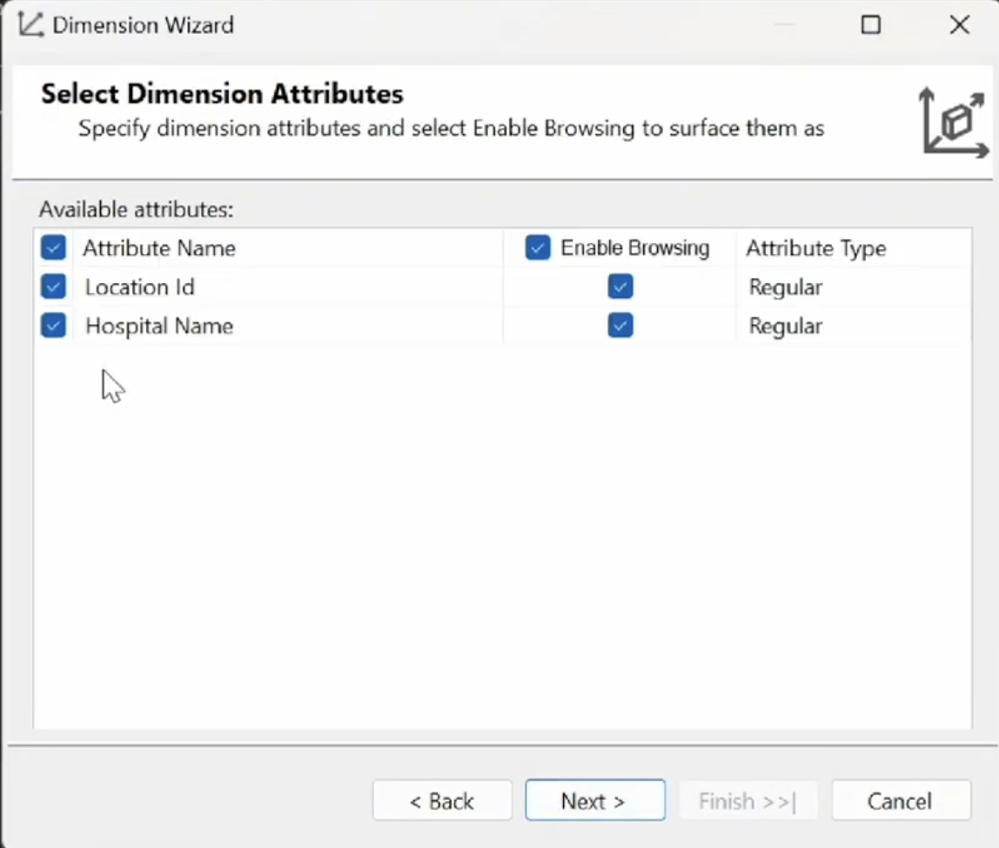 Dimension Wizard
Select Dimension Attributes
Specify dimension attributes and select Enable Browsing to surface them as
Available attributes:
Attribute Name Enable Browsing Attribute Type
Location Id Regular
Hospital Name Regular
< Back Next > Finish >>| Cancel